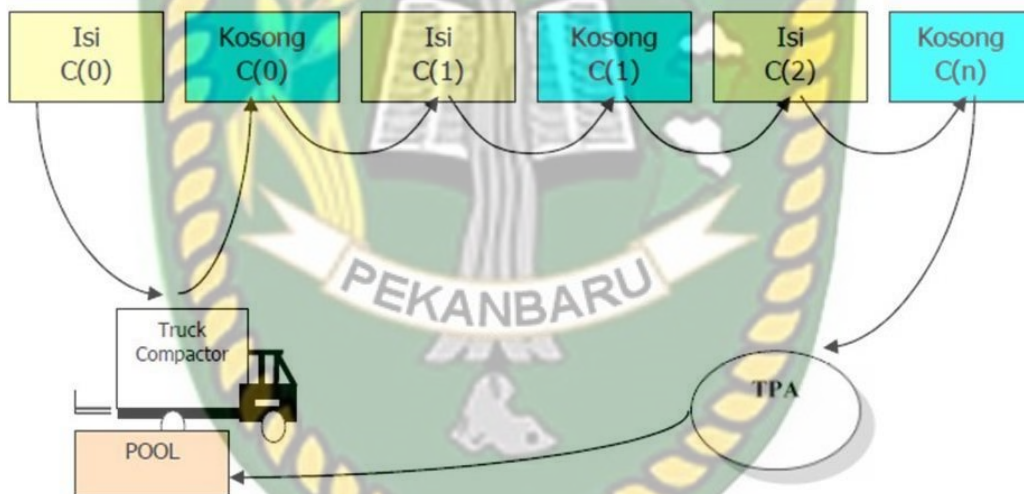 Isi
C(0)
Kosong
C(0)
Isi
C(1)
Kosong
C(1)
Isi
C(2)
Kosong
C(n)
PEKANBARU
Truck
Compactor
TPA
POOL